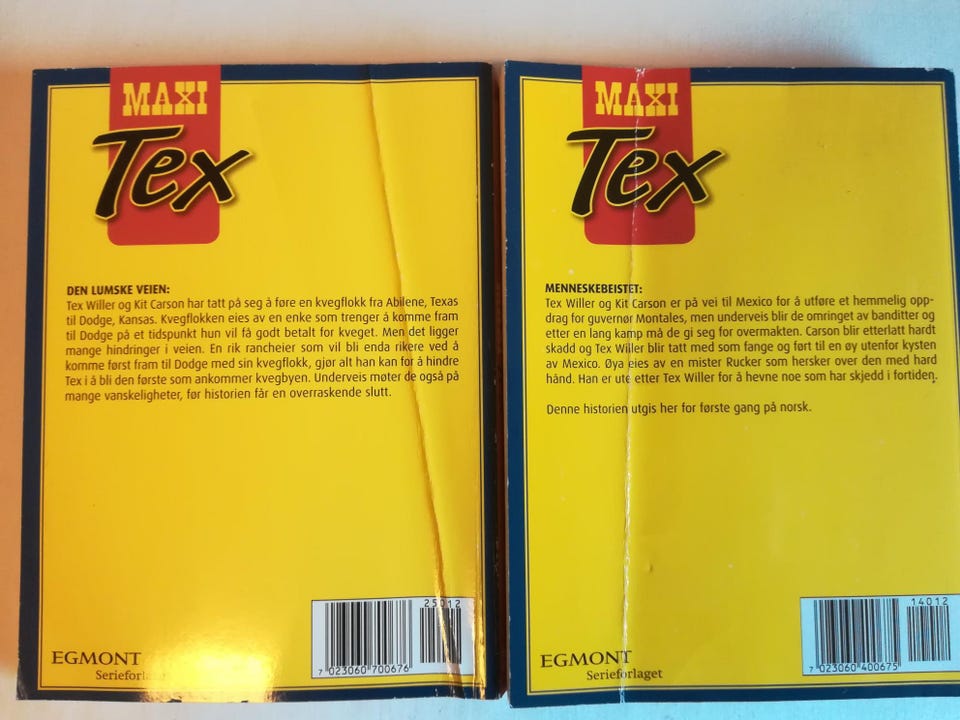 MAXI
Tex
DEN LUMSKE VEIEN:
Tex Willer og Kit Carson har tatt på seg å føre en kvegflokk fra Abilene, Texas
til Dodge, Kansas. Kvegflokken eies av en enke som trenger å komme fram
til Dodge på et tidspunkt hun vil få godt betalt for kveget. Men det ligger
mange hindringer i veien. En rik rancheier som vil bli enda rikere ved å
komme først fram til Dodge med sin kvegflokk, gjør alt han kan for å hindre
Tex i å bli den første som ankommer kvegbyen. Underveis møter de også på
mange vanskeligheter, før historien får en overraskende slutt.
25012
7 023060 700676
EGMONT
Serieforlaget
MAXI
Tex
MENNESKEBEISTET:
Tex Willer og Kit Carson er på vei til Mexico for å utføre et hemmelig opp-
drag for guvernør Montales, men underveis blir de omringet av banditter og
etter en lang kamp må de gi seg for overmakten. Carson blir etterlatt hardt
skadd og Tex Willer blir tatt med som fange og ført til en øy utenfor kysten
av Mexico. Øya eies av en mister Rucker som hersker over den med hard
hånd. Han er ute etter Tex Willer for å hevne noe som har skjedd i fortiden.
Denne historien utgis her for første gang på norsk.
14012
7 023060 400675
EGMONT
Serieforlaget